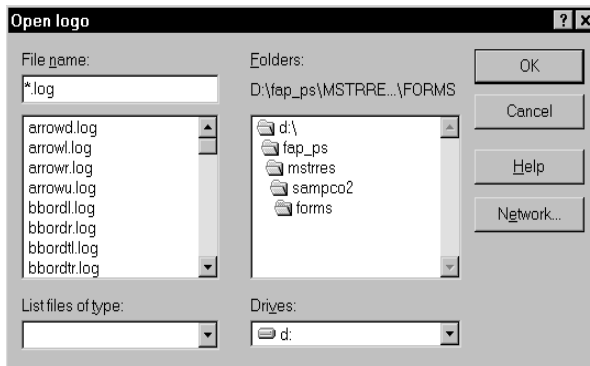 Open logo
File name:
*.log
arrowd.log
arrowl.log
arrowr.log
arrowu.log
bbordl.log
bbordr.log
bbordtl.log
bbordtr.log
List files of type:
Folders:
D:\fap_ps\MSTRRE...\FORMS
d:\
fap_ps
mstrres
sampco2
forms
Drives:
d:
OK
Cancel
Help
Network...